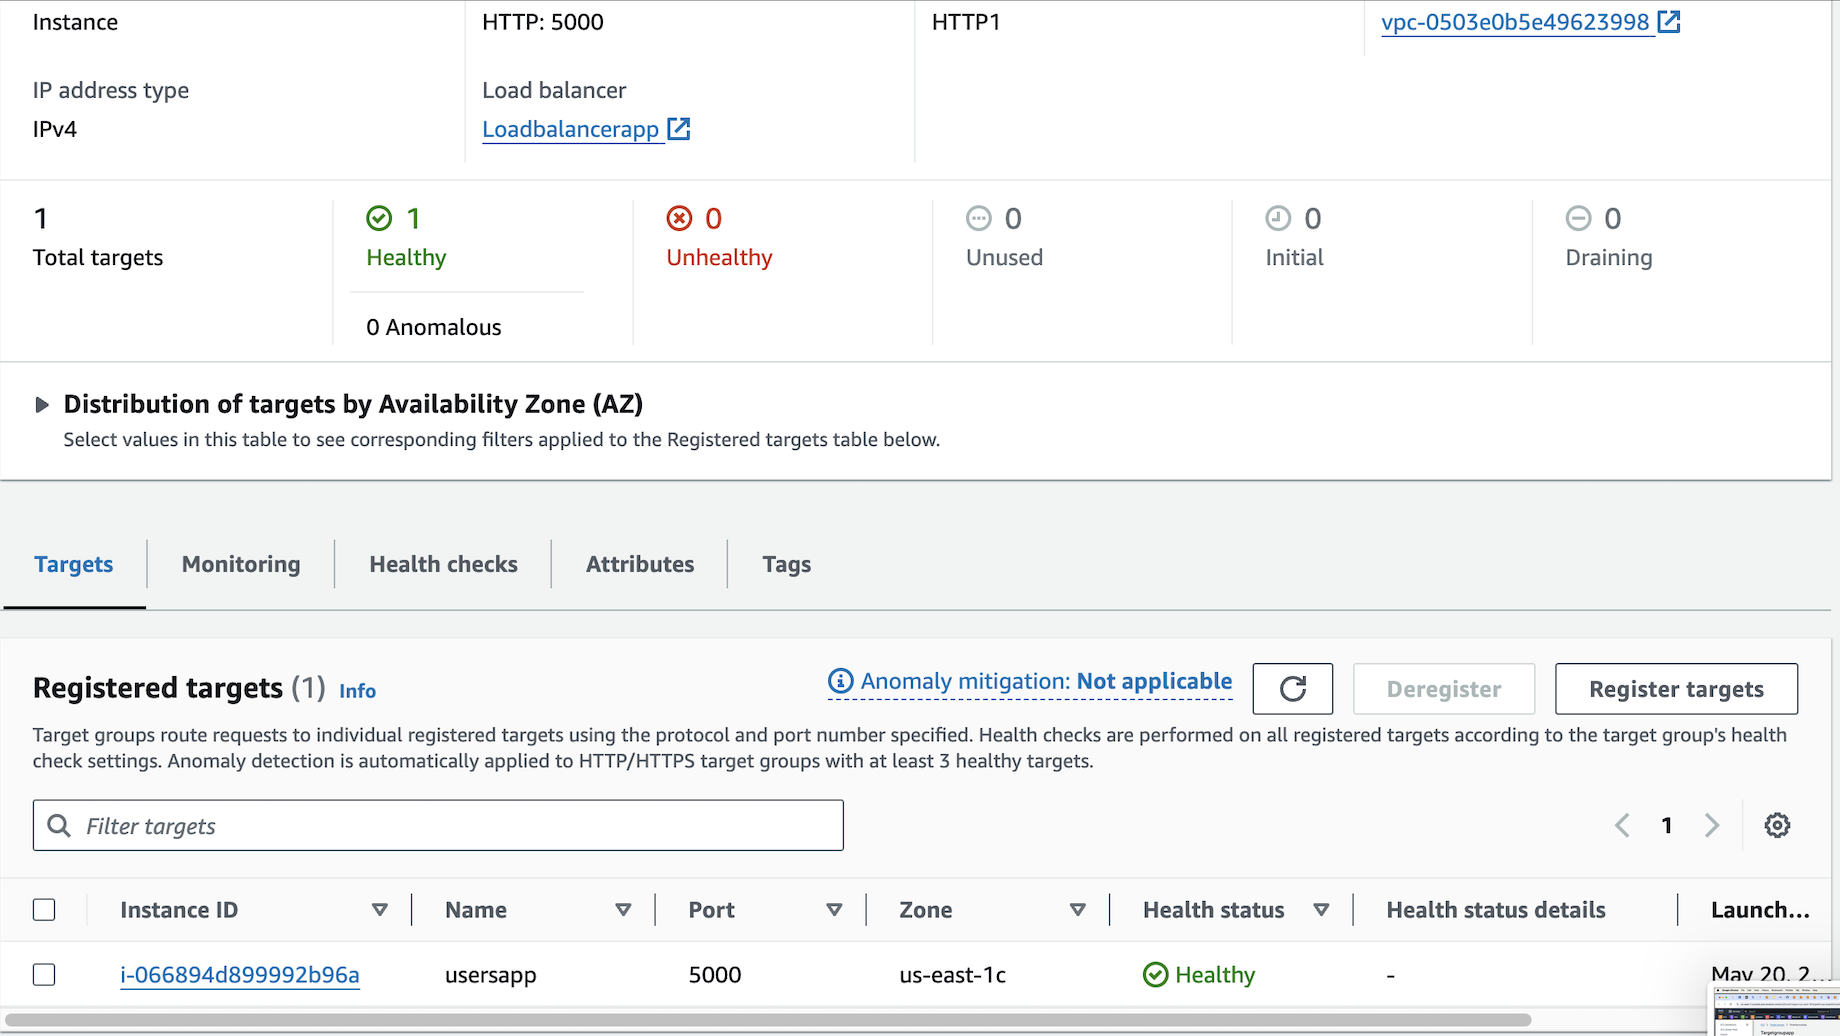 Instance
HTTP: 5000
HTTP1
vpc-0503e0b5e49623998
IP address type
Load balancer
IPv4
Loadbalancerapp
1
1
0
0
0
0
Total targets
Healthy
Unhealthy
Unused
Initial
Draining
0 Anomalous
Distribution of targets by Availability Zone (AZ)
Select values in this table to see corresponding filters applied to the Registered targets table below.
Targets
Monitoring
Health checks
Attributes
Tags
Registered targets (1) Info
Anomaly mitigation: Not applicable
Deregister
Register targets
Target groups route requests to individual registered targets using the protocol and port number specified. Health checks are performed on all registered targets according to the target group's health
check settings. Anomaly detection is automatically applied to HTTP/HTTPS target groups with at least 3 healthy targets.
Filter targets
1
Instance ID
Name
Port
Zone
Health status
Health status details
Launch...
i-066894d899992b96a
usersapp
5000
us-east-1c
Healthy
-
May 20, 2...